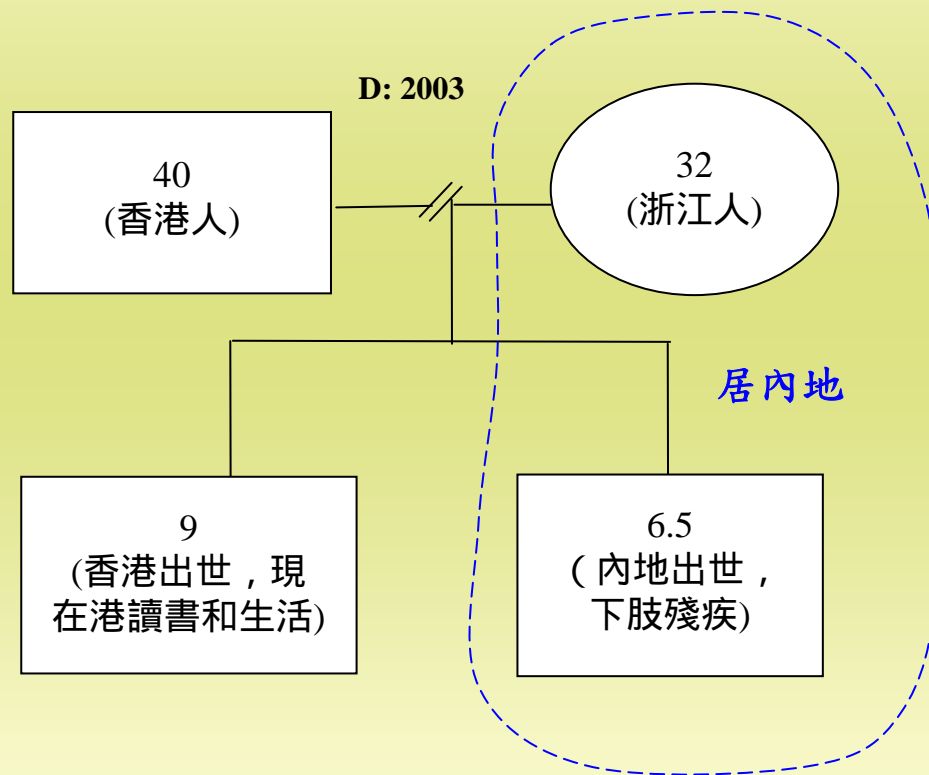 D: 2003
40
(香港人)
32
(浙江人)
居內地
9
(香港出世，現
在港讀書和生活)
6.5
（內地出世，
下肢殘疾)